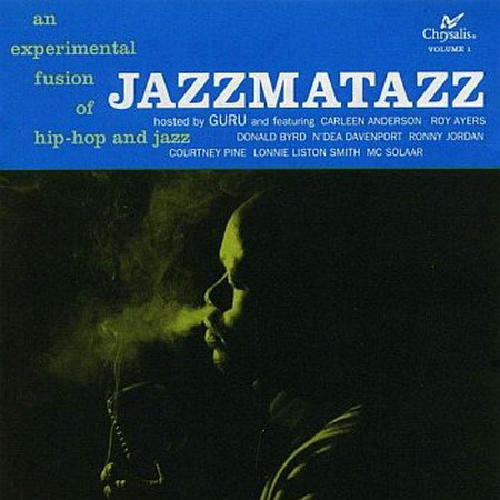 an
experimental
fusion
of
hip-hop and jazz
Chrysalis®
VOLUME 1
JAZZMATAZZ
hosted by GURU and featuring CARLEEN ANDERSON ROY AYERS
DONALD BYRD N'DEA DAVENPORT RONNY JORDAN
COURTNEY PINE LONNIE LISTON SMITH MC SOLAAR